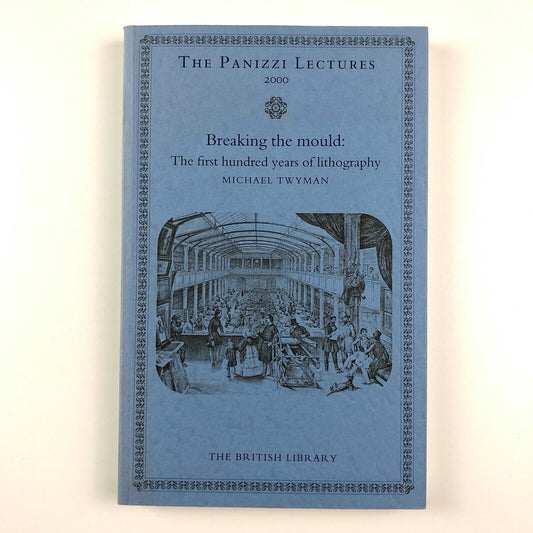 THE PANIZZI LECTURES
2000
Breaking the mould:
The first hundred years of lithography
MICHAEL TWYMAN
THE BRITISH LIBRARY